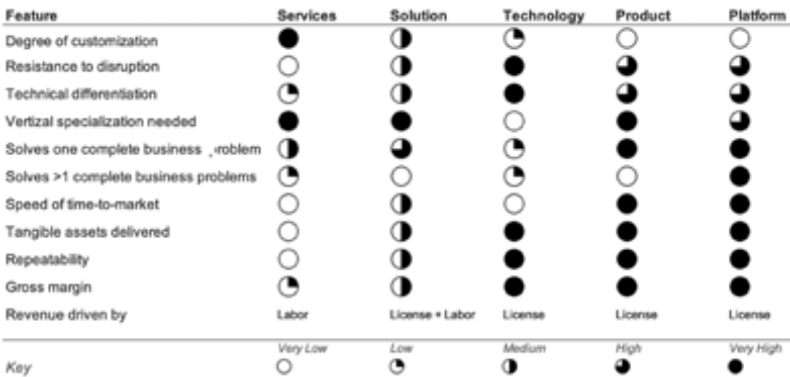 Feature Services Solution Technology Product Platform
Degree of customization
Resistance to disruption
Technical differentiation
Vertizal specialization needed
Solves one complete business roblem
Solves >1 complete business problems
Speed of time-to-market
Tangible assets delivered
Repeatability
Gross margin
Revenue driven by Labor License + Labor License License License
Very Low Low Medium High Very High
Key